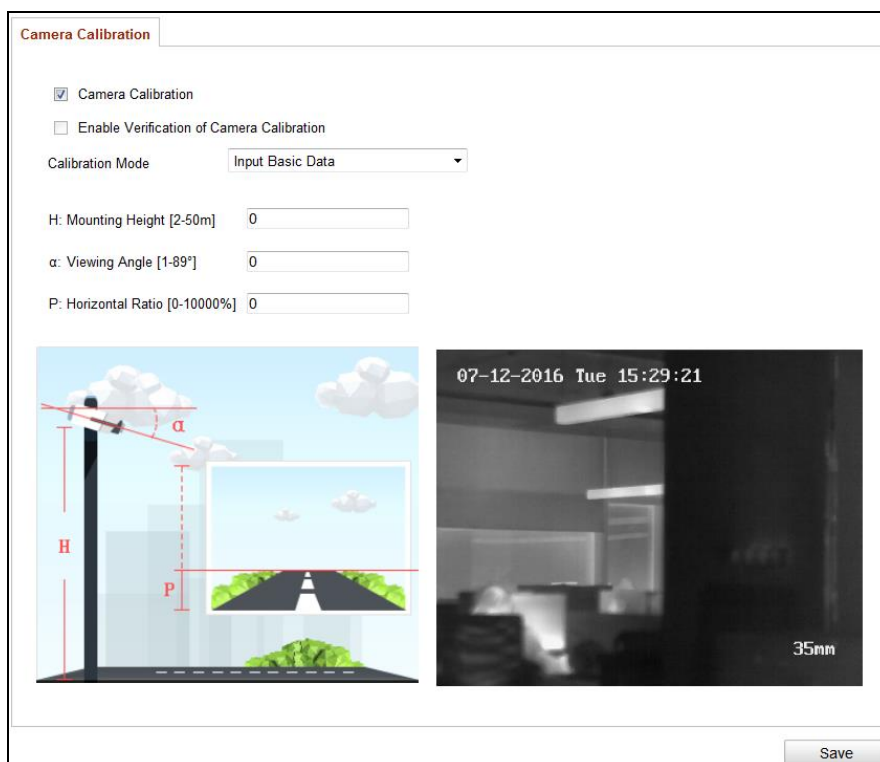 Camera Calibration
Camera Calibration
Enable Verification of Camera Calibration
Calibration Mode Input Basic Data
H: Mounting Height [2-50m] 0
α: Viewing Angle [1-89°] 0
P: Horizontal Ratio [0-10000%] 0
07-12-2016 Tue 15:29:21
α
H
P
35mm
Save